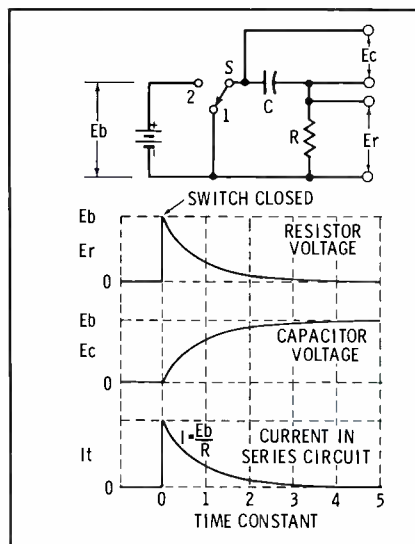 S
2
1
C
R
Eb
+
-
Ec
Er
SWITCH CLOSED
Eb
Er
0
RESISTOR
VOLTAGE
Eb
Ec
0
CAPACITOR
VOLTAGE
It
0
I=Eb/R
CURRENT IN
SERIES CIRCUIT
0 1 2 3 4 5
TIME CONSTANT